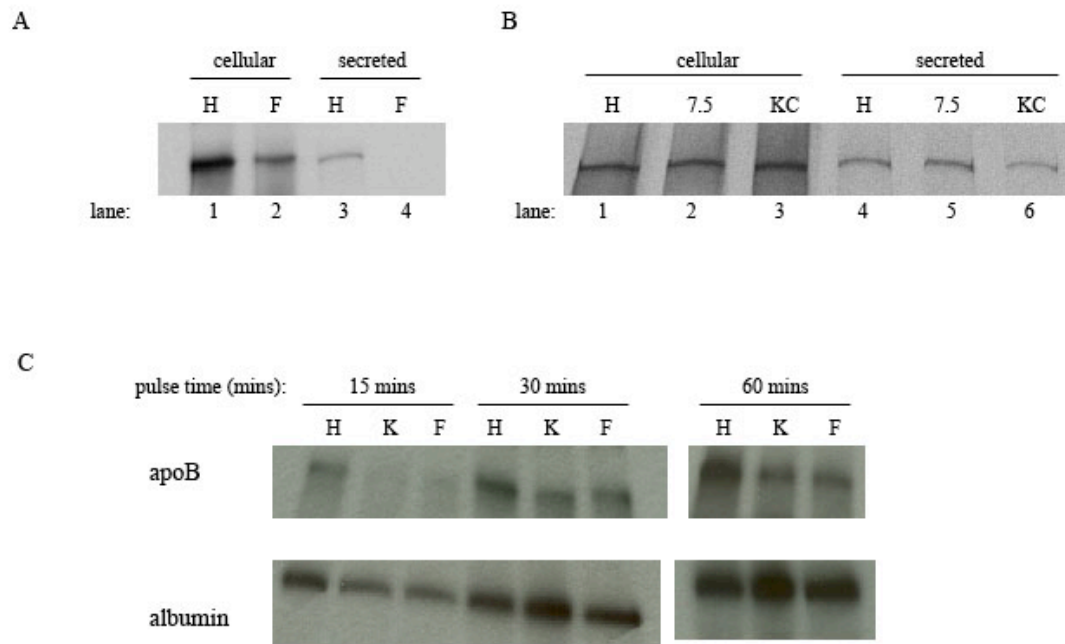 A
cellular secreted
H F H F
lane: 1 2 3 4
B
cellular secreted
H 7.5 KC H 7.5 KC
lane: 1 2 3 4 5 6
C
pulse time (mins): 15 mins 30 mins 60 mins
H K F H K F H K F
apoB
albumin